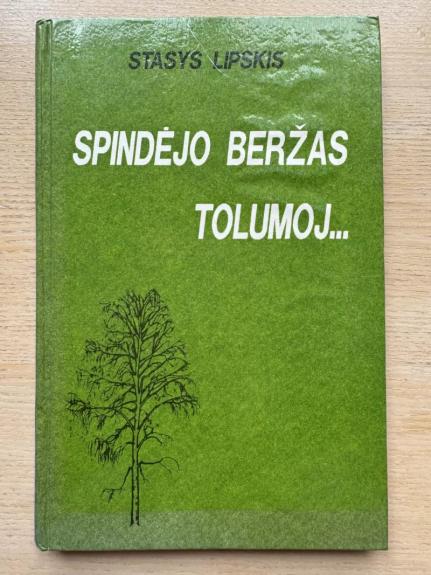 STASYS LIPSKIS
SPINDĖJO BERŽAS
TOLUMOJ...